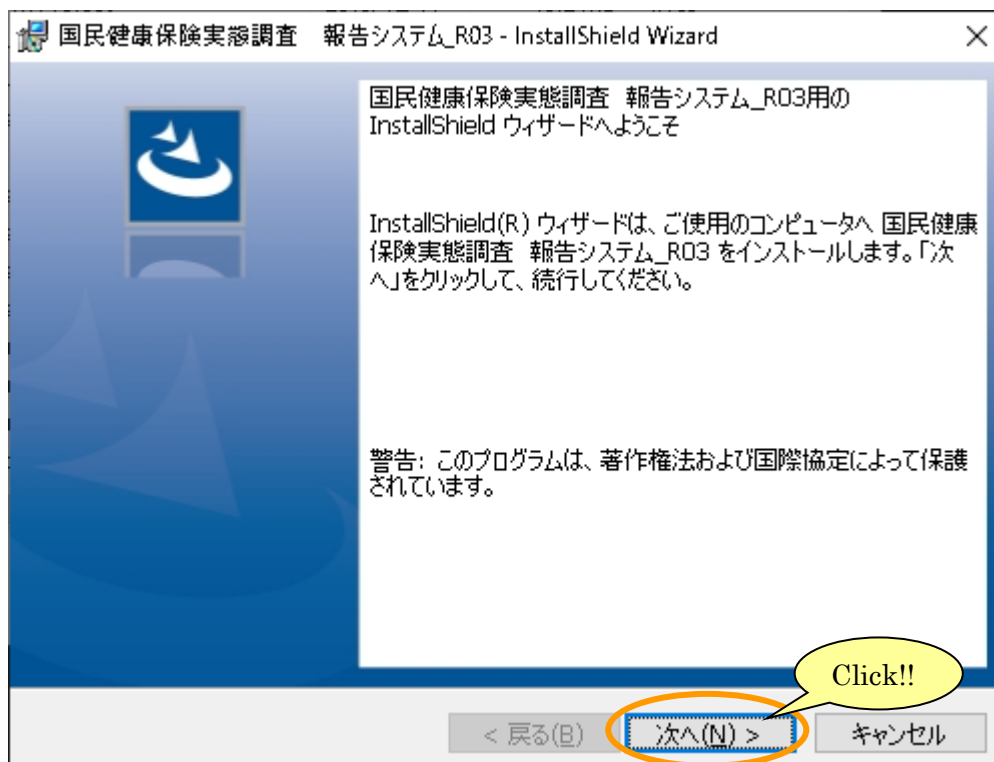 国民健康保険実態調査　報告システム_R03 - InstallShield Wizard
国民健康保険実態調査　報告システム_R03用の
InstallShield ウィザードへようこそ
InstallShield(R) ウィザードは、ご使用のコンピュータへ 国民健康
保険実態調査　報告システム_R03 をインストールします。「次
へ」をクリックして、続行してください。
警告: このプログラムは、著作権法および国際協定によって保護
されています。
Click!!
< 戻る(B)
次へ(N) >
キャンセル